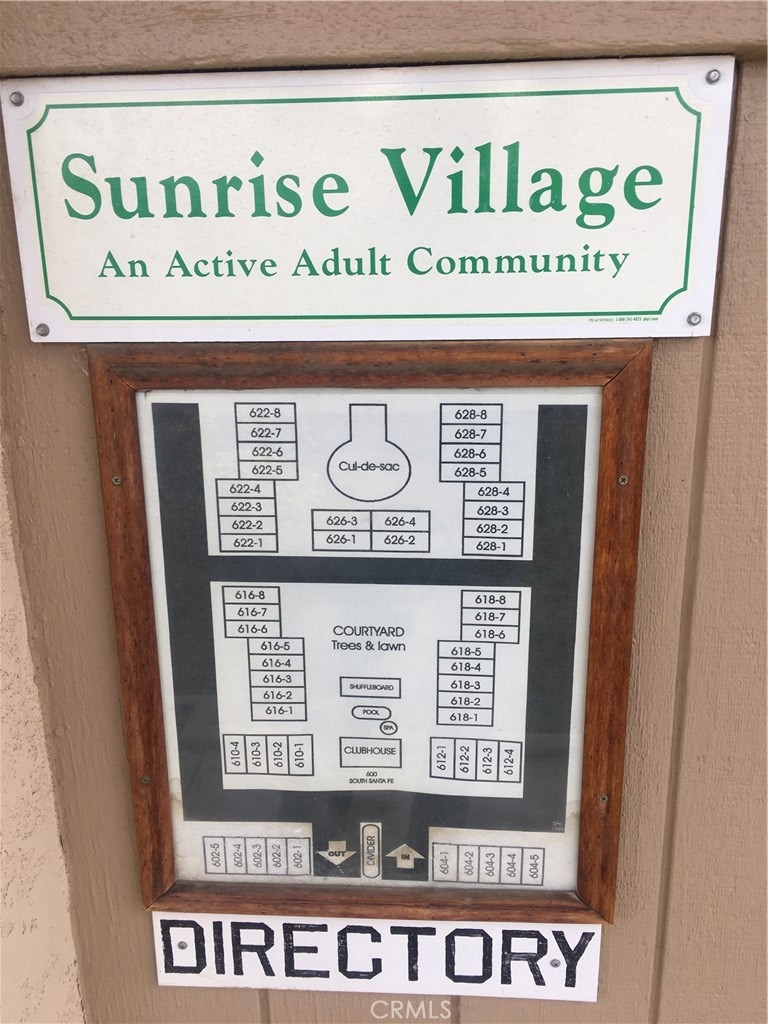 Sunrise Village
An Active Adult Community
622-8
622-7
622-6
622-5
622-4
622-3
622-2
622-1
Cul-de-sac
626-3 626-4
626-1 626-2
628-8
628-7
628-6
628-5
628-4
628-3
628-2
628-1
616-8
616-7
616-6
616-5
616-4
616-3
616-2
616-1
COURTYARD
Trees & lawn
SHUFFLEBOARD
POOL
SPA
CLUBHOUSE
600
SOUTH SANTA FE
618-8
618-7
618-6
618-5
618-4
618-3
618-2
618-1
610-4 610-3 610-2 610-1
612-1 612-2 612-3 612-4
602-5 602-4 602-3 602-2 602-1
OUT
DIVIDER
IN
604-1 604-2 604-3 604-4 604-5
DIRECTORY
CRMLS